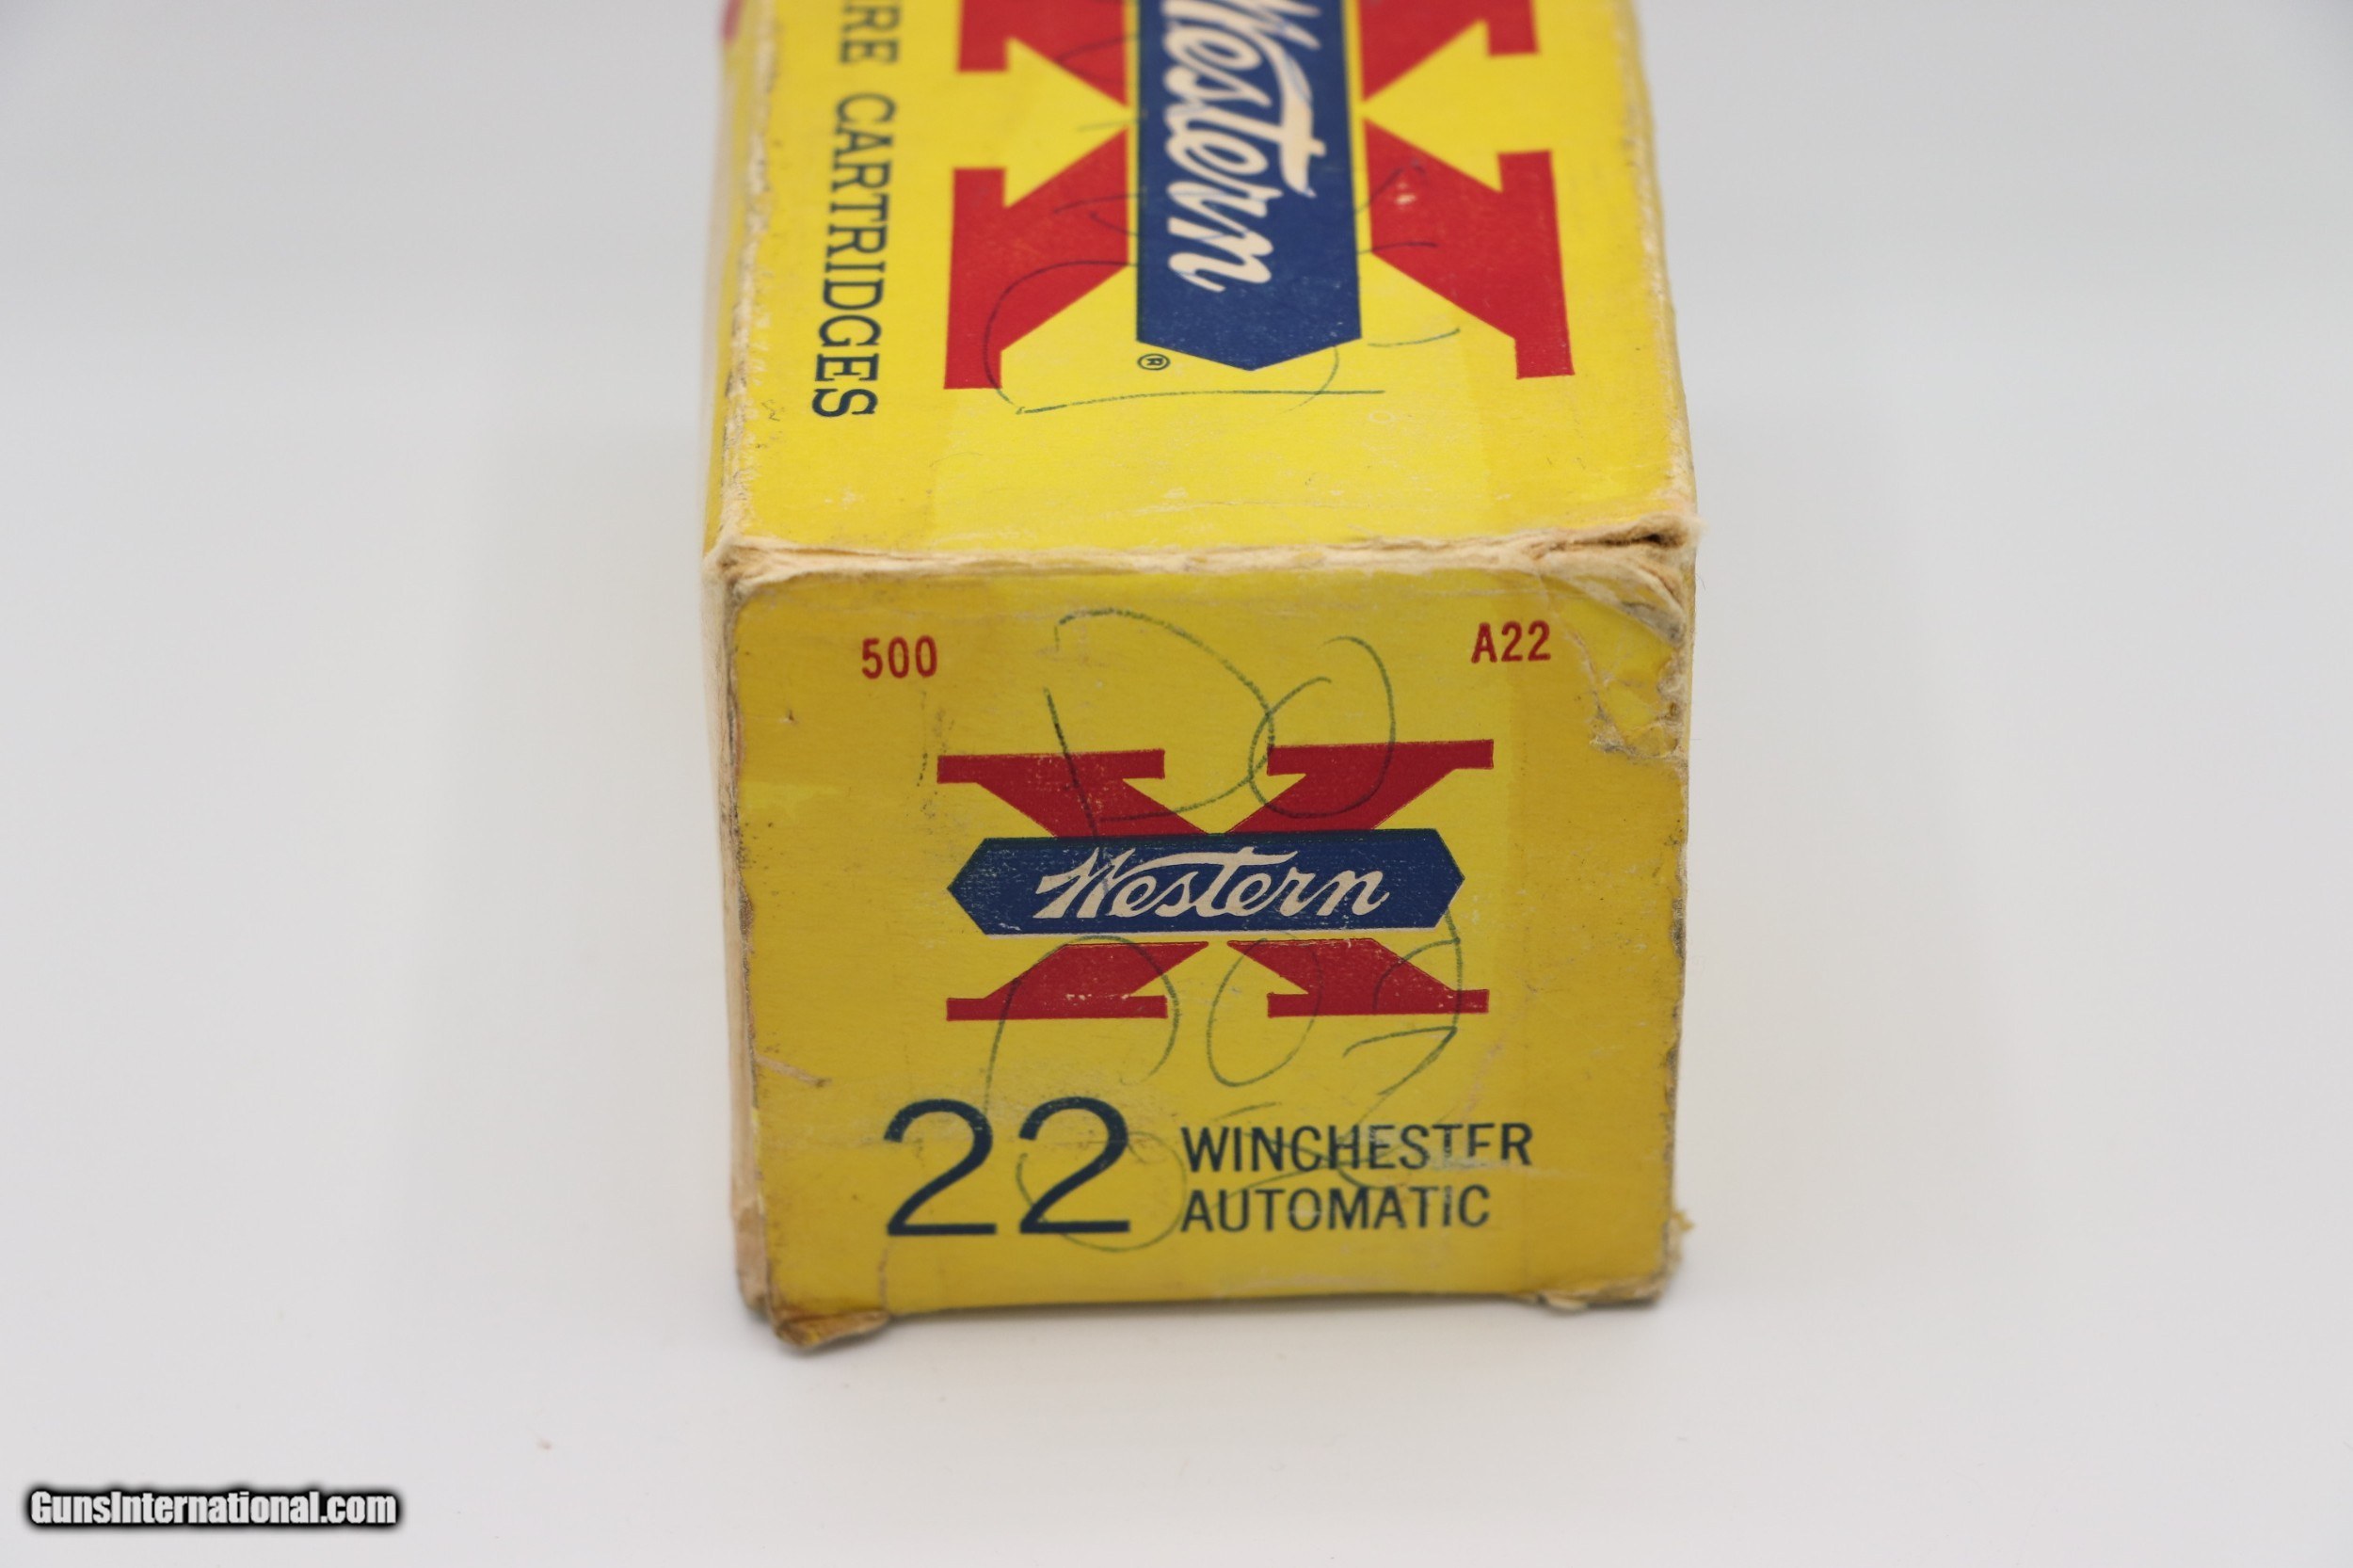 RE CARTRIDGES
Western
®
500 A22
Western
22 WINCHESTER
AUTOMATIC
GunsInternational.com